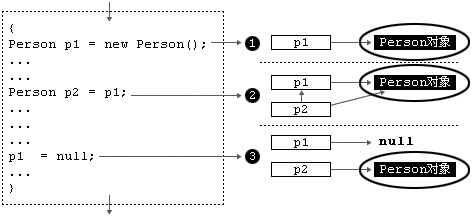 {
Person p1 = new Person();
...
...
Person p2 = p1;
...
...
...
p1  = null;
...
}
1 p1 Person对象
2 p1 Person对象
p2
3 p1 null
p2 Person对象